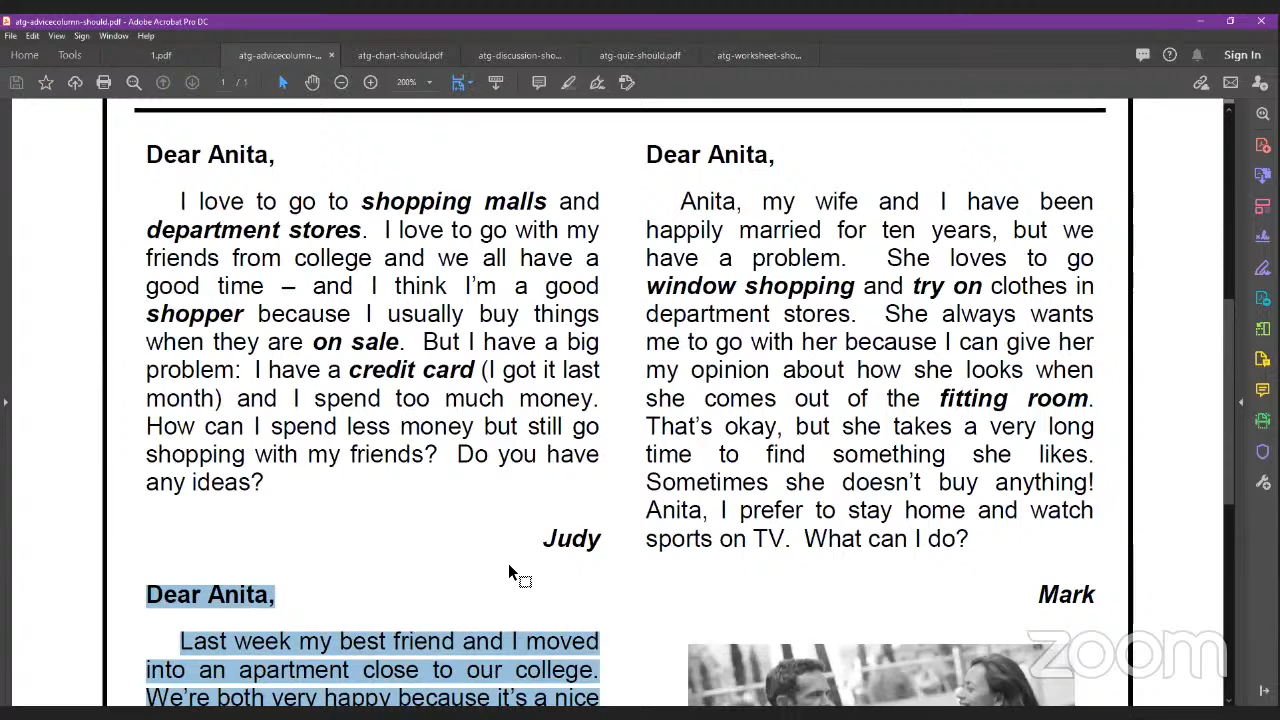 atg-advicecolumn-should.pdf - Adobe Acrobat Pro DC
File Edit View Sign Window Help
Home Tools 1.pdf atg-advicecolumn-... × atg-chart-should.pdf atg-discussion-sho... atg-quiz-should.pdf atg-worksheet-sho... Sign In
1 / 1 200%
Dear Anita,
I love to go to shopping malls and
department stores. I love to go with my
friends from college and we all have a
good time – and I think I'm a good
shopper because I usually buy things
when they are on sale. But I have a big
problem: I have a credit card (I got it last
month) and I spend too much money.
How can I spend less money but still go
shopping with my friends? Do you have
any ideas?
Judy
Dear Anita,
Last week my best friend and I moved
into an apartment close to our college.
We're both very happy because it's a nice
Dear Anita,
Anita, my wife and I have been
happily married for ten years, but we
have a problem. She loves to go
window shopping and try on clothes in
department stores. She always wants
me to go with her because I can give her
my opinion about how she looks when
she comes out of the fitting room.
That's okay, but she takes a very long
time to find something she likes.
Sometimes she doesn't buy anything!
Anita, I prefer to stay home and watch
sports on TV. What can I do?
Mark
zoom